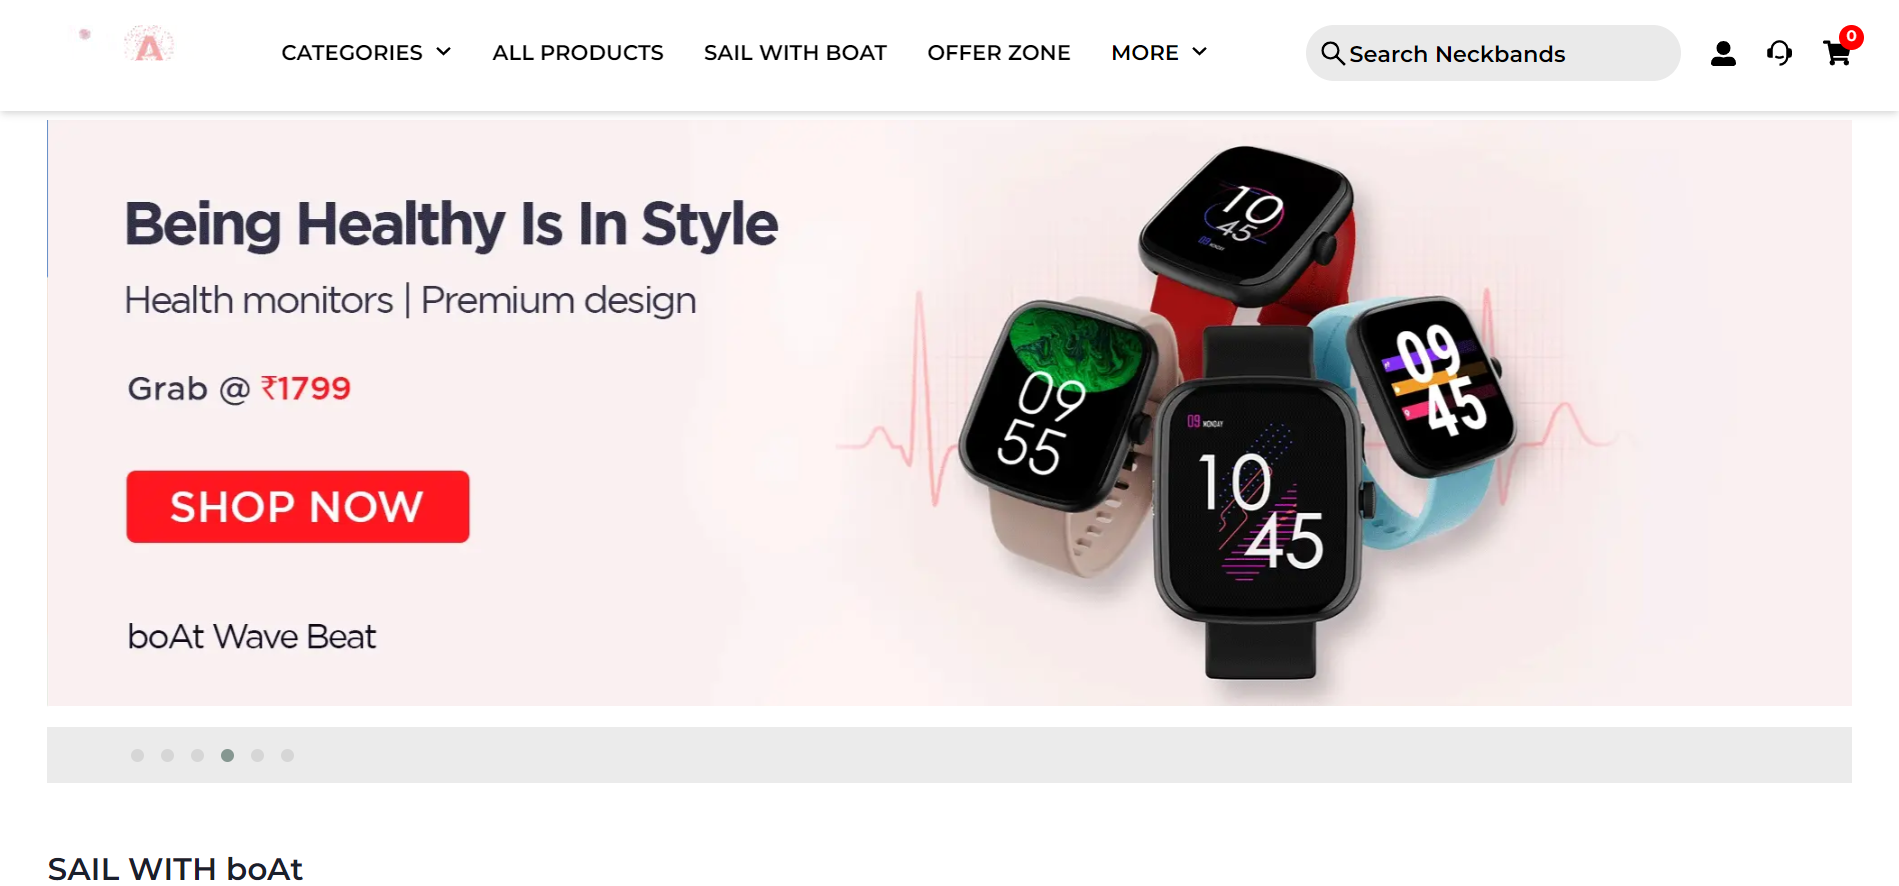 A
CATEGORIES
ALL PRODUCTS
SAIL WITH BOAT
OFFER ZONE
MORE
Search Neckbands
0
Being Healthy Is In Style
Health monitors | Premium design
Grab @ ₹1799
SHOP NOW
boAt Wave Beat
10
45
09 MONDAY
09
55
09
45
09 MONDAY
10
45
SAIL WITH boAt